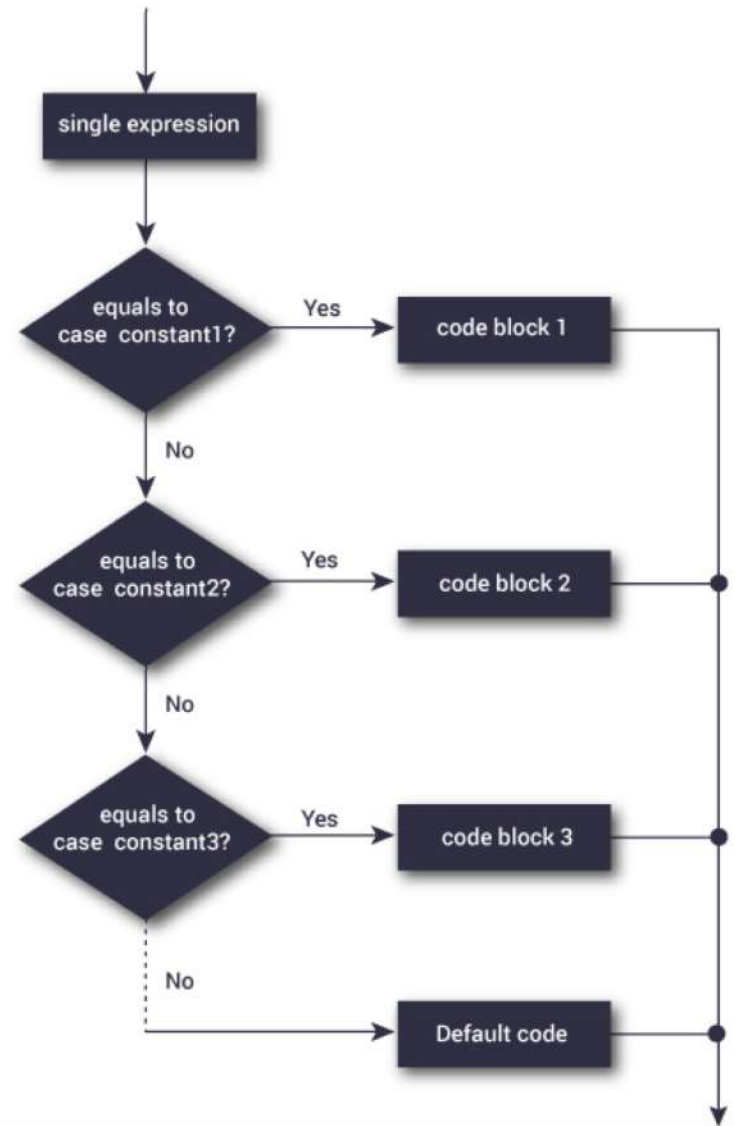 single expression
equals to
case constant1?
Yes
code block 1
No
equals to
case constant2?
Yes
code block 2
No
equals to
case constant3?
Yes
code block 3
No
Default code